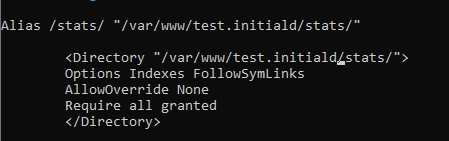 Alias /stats/ "/var/www/test.initiald/stats/"
<Directory "/var/www/test.initiald/stats/">
Options Indexes FollowSymLinks
AllowOverride None
Require all granted
</Directory>